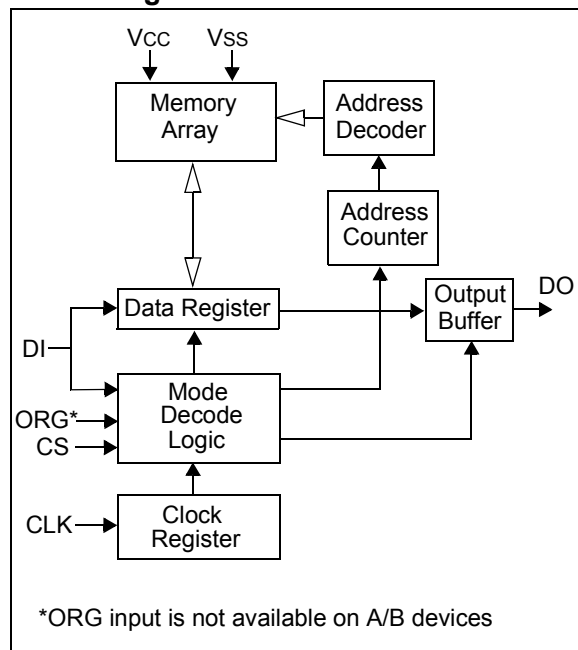 VCC VSS
Memory
Array
Address
Decoder
Address
Counter
Data Register
Output
Buffer
DO
DI
Mode
Decode
Logic
ORG*
CS
CLK
Clock
Register
*ORG input is not available on A/B devices